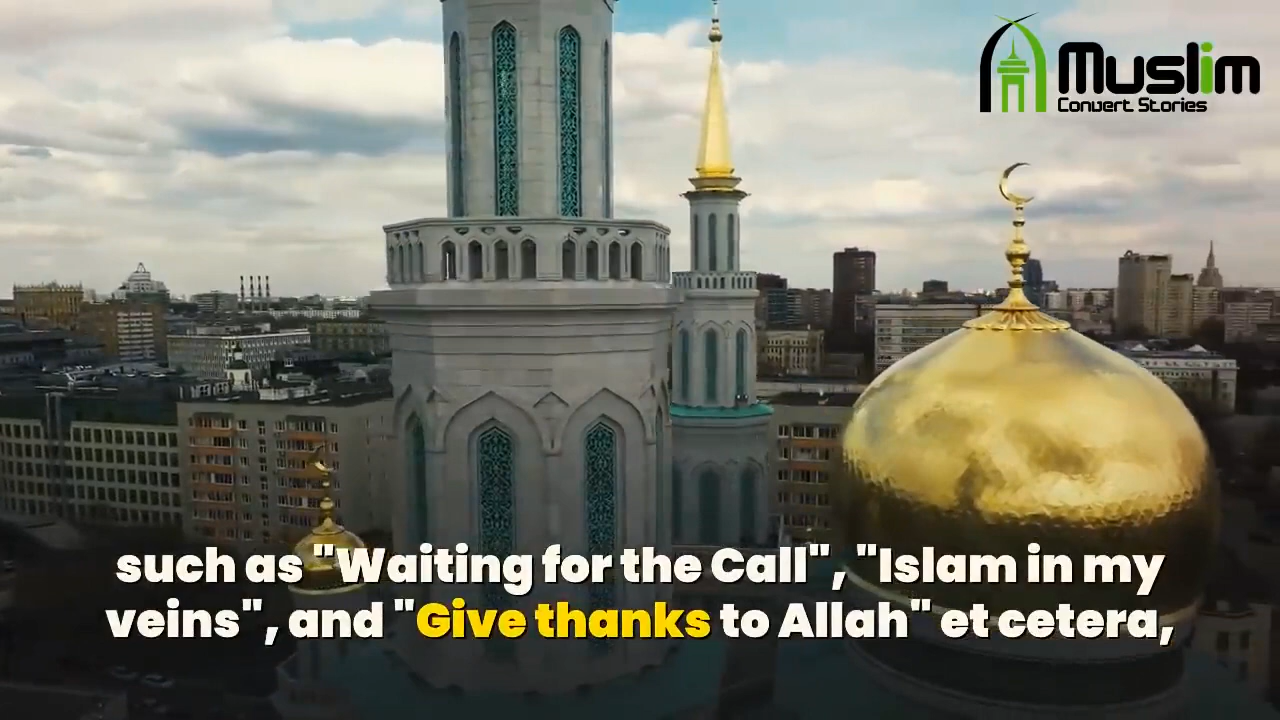 Muslim
Convert Stories
such as "Waiting for the Call", "Islam in my
veins", and "Give thanks to Allah" et cetera,